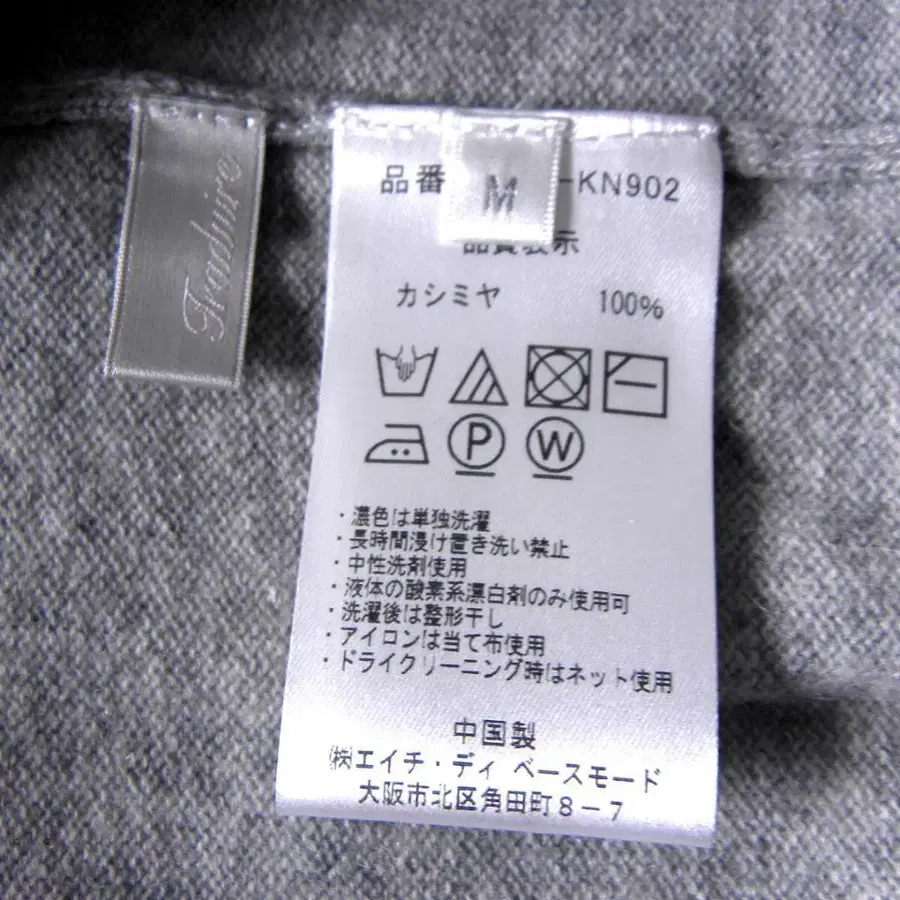 Traduire
品番 -KN902
M
品質表示
カシミヤ 100%
P W
・濃色は単独洗濯
・長時間浸け置き洗い禁止
・中性洗剤使用
・液体の酸素系漂白剤のみ使用可
・洗濯後は整形干し
・アイロンは当て布使用
・ドライクリーニング時はネット使用
中国製
㈱エイチ・ディ ベースモード
大阪市北区角田町8-7